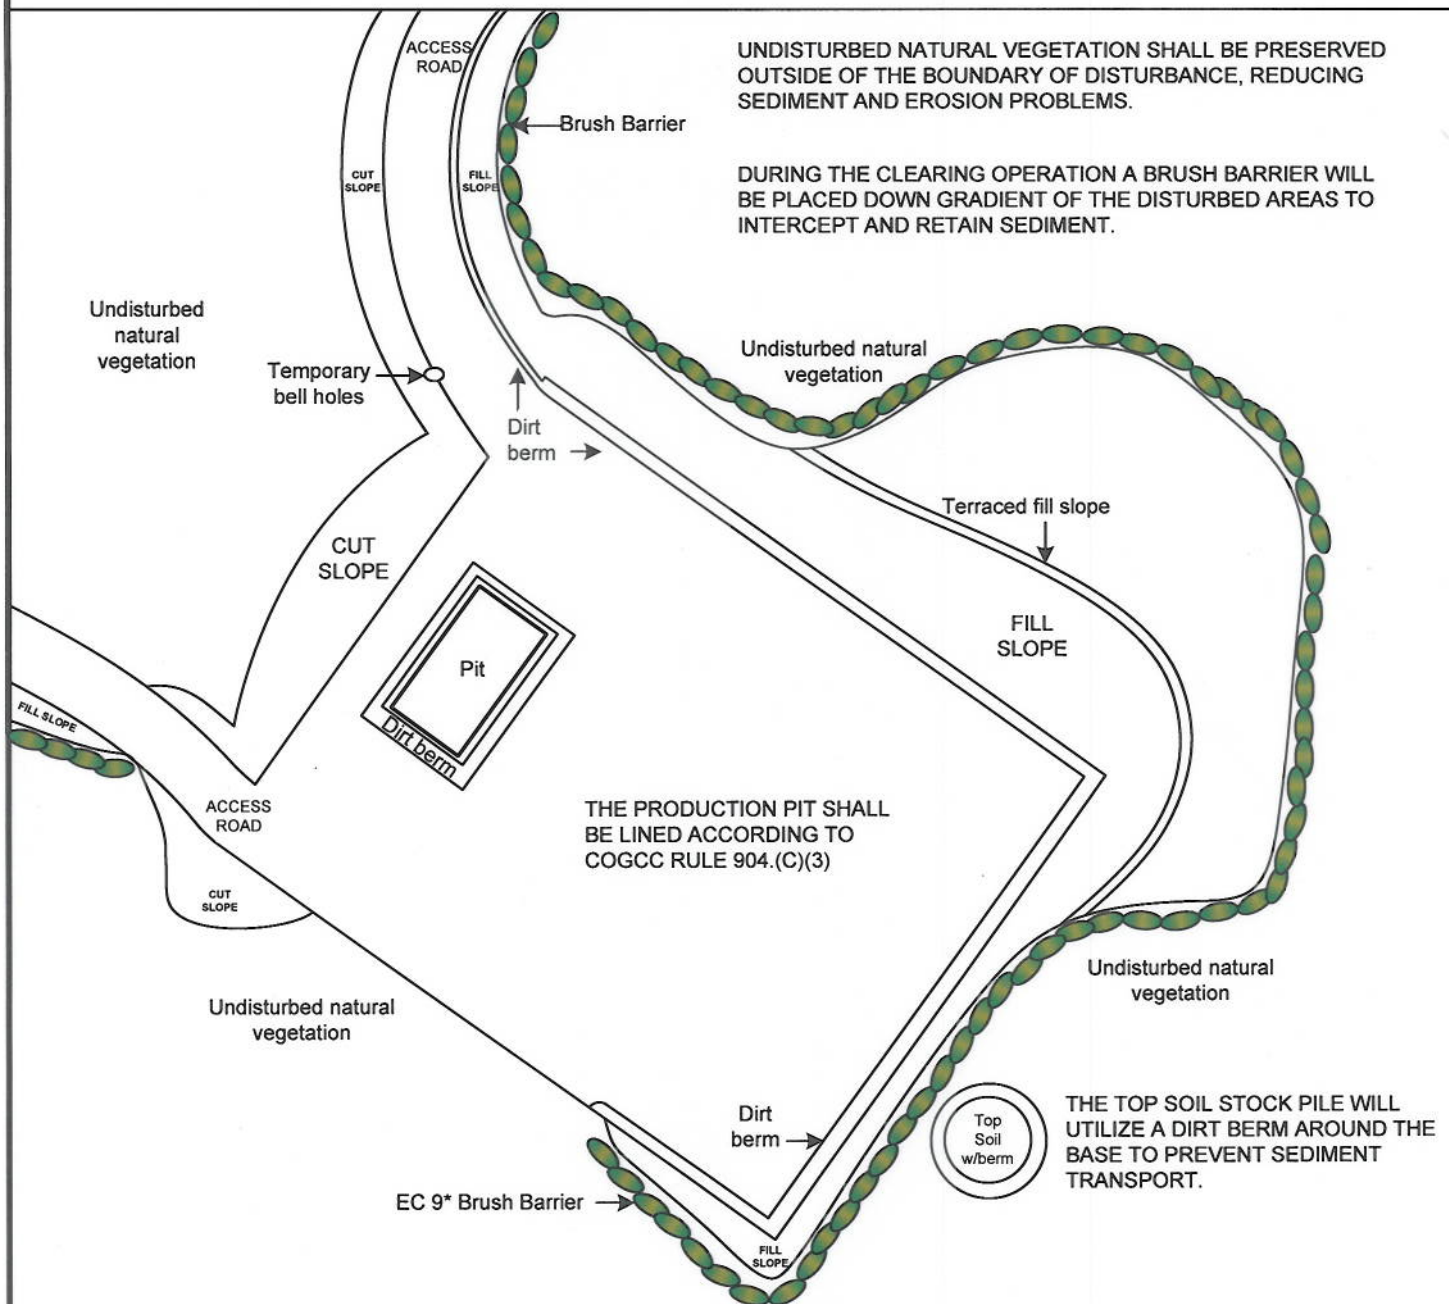 ACCESS
ROAD
UNDISTURBED NATURAL VEGETATION SHALL BE PRESERVED
OUTSIDE OF THE BOUNDARY OF DISTURBANCE, REDUCING
SEDIMENT AND EROSION PROBLEMS.
Brush Barrier
CUT
SLOPE
FILL
SLOPE
DURING THE CLEARING OPERATION A BRUSH BARRIER WILL
BE PLACED DOWN GRADIENT OF THE DISTURBED AREAS TO
INTERCEPT AND RETAIN SEDIMENT.
Undisturbed
natural
vegetation
Undisturbed natural
vegetation
Temporary
bell holes
Dirt
berm
Terraced fill slope
CUT
SLOPE
FILL
SLOPE
Pit
Dirt berm
FILL SLOPE
ACCESS
ROAD
THE PRODUCTION PIT SHALL
BE LINED ACCORDING TO
COGCC RULE 904.(C)(3)
CUT
SLOPE
Undisturbed natural
vegetation
Undisturbed natural
vegetation
Dirt
berm
Top
Soil
w/berm
THE TOP SOIL STOCK PILE WILL
UTILIZE A DIRT BERM AROUND THE
BASE TO PREVENT SEDIMENT
TRANSPORT.
EC 9* Brush Barrier
FILL
SLOPE